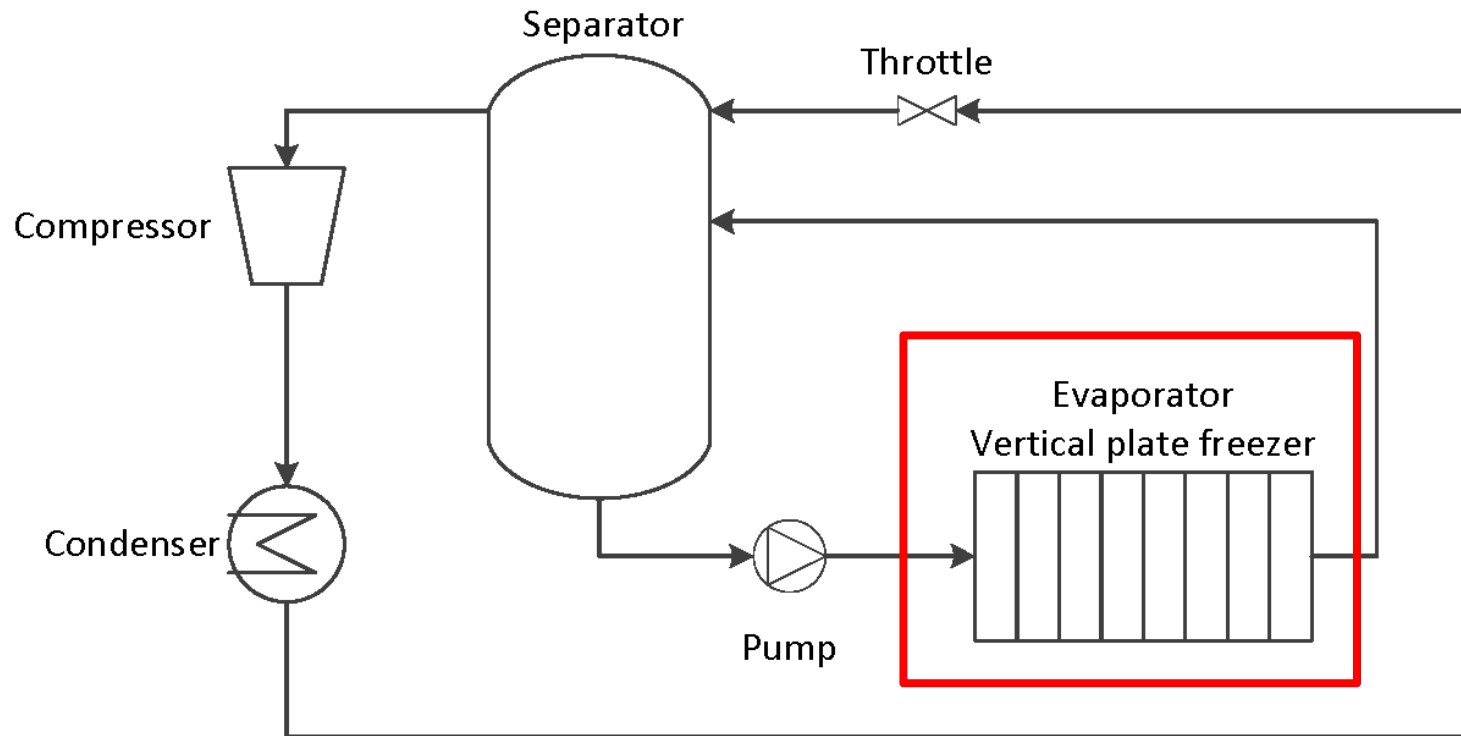 Separator
Throttle
Compressor
Evaporator
Vertical plate freezer
Condenser
Pump